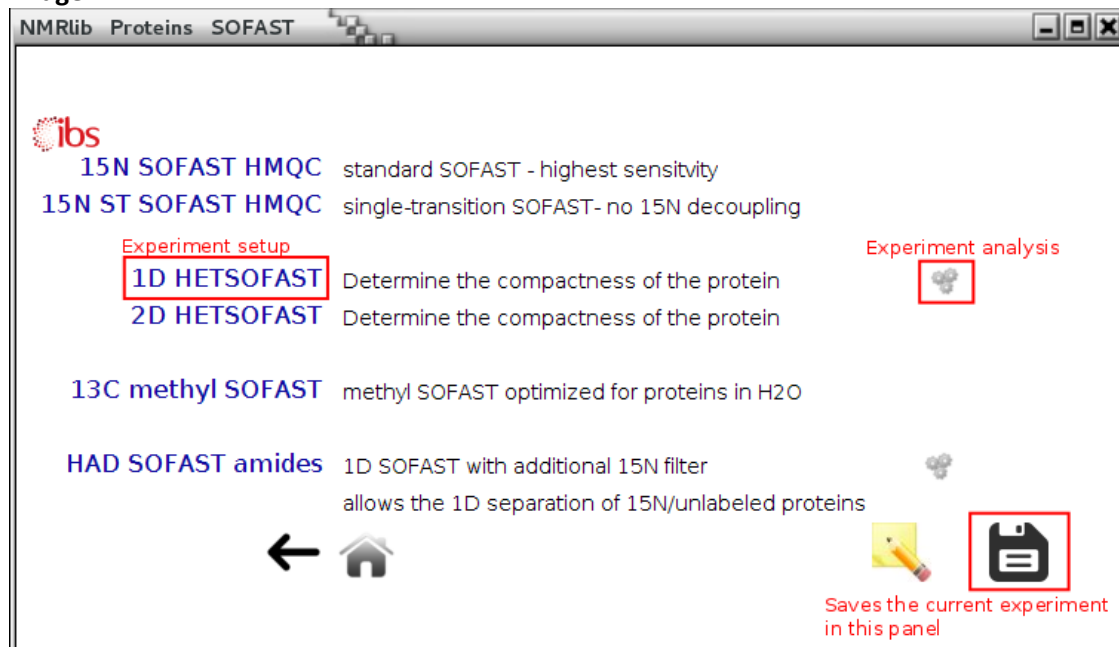 NMRlib Proteins SOFAST
ibs
15N SOFAST HMQC standard SOFAST - highest sensitvity
15N ST SOFAST HMQC single-transition SOFAST- no 15N decoupling
Experiment setup Experiment analysis
1D HETSOFAST Determine the compactness of the protein
2D HETSOFAST Determine the compactness of the protein
13C methyl SOFAST methyl SOFAST optimized for proteins in H2O
HAD SOFAST amides 1D SOFAST with additional 15N filter
allows the 1D separation of 15N/unlabeled proteins
Saves the current experiment
in this panel